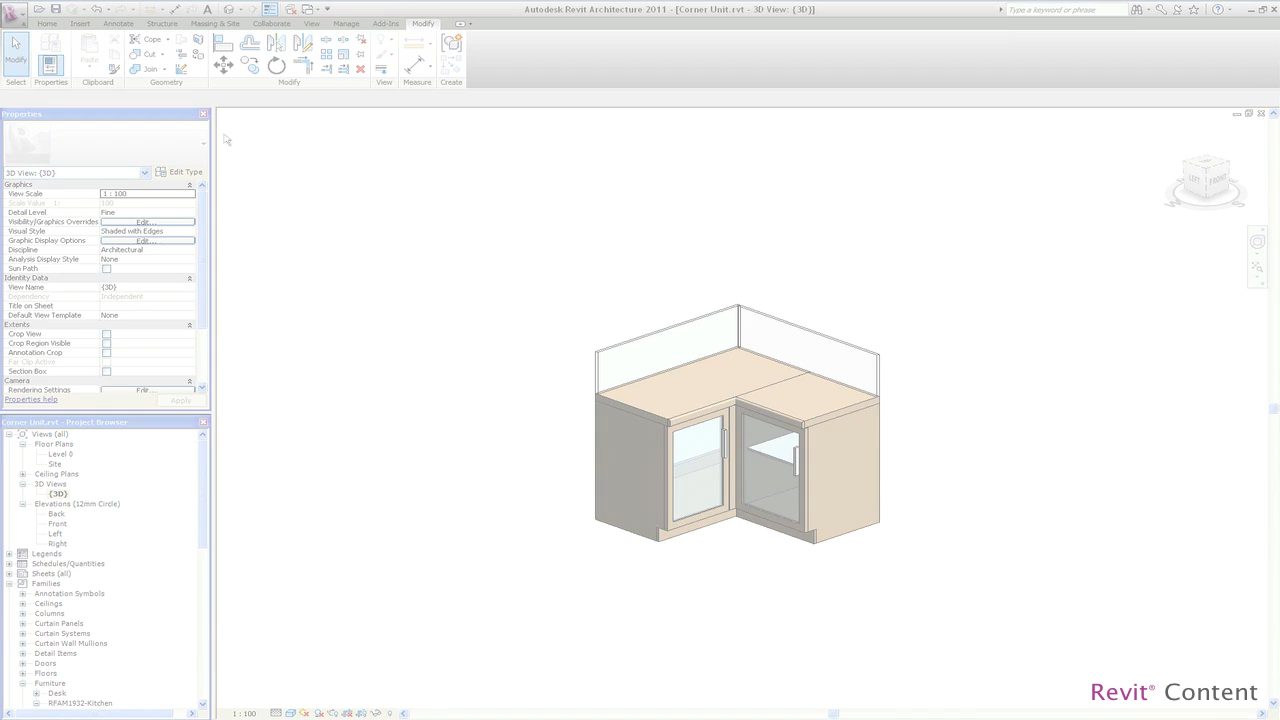 Autodesk Revit Architecture 2011 - [Corner Unit.rvt - 3D View: {3D}]
Type a keyword or phrase
Home Insert Annotate Structure Massing & Site Collaborate View Manage Add-Ins Modify
Modify Paste Cope Cut Join
Select Properties Clipboard Geometry Modify View Measure Create
Properties
3D View: {3D} Edit Type
Graphics
View Scale 1 : 100
Scale Value 1: 100
Detail Level Fine
Visibility/Graphics Overrides Edit...
Visual Style Shaded with Edges
Graphic Display Options Edit...
Discipline Architectural
Analysis Display Style None
Sun Path
Identity Data
View Name {3D}
Dependency Independent
Title on Sheet
Default View Template None
Extents
Crop View
Crop Region Visible
Annotation Crop
Far Clip Active
Section Box
Camera
Rendering Settings Edit...
Properties help Apply
Corner Unit.rvt - Project Browser
Views (all)
Floor Plans
Level 0
Site
Ceiling Plans
3D Views
{3D}
Elevations (12mm Circle)
Back
Front
Left
Right
Legends
Schedules/Quantities
Sheets (all)
Families
Annotation Symbols
Ceilings
Columns
Curtain Panels
Curtain Systems
Curtain Wall Mullions
Detail Items
Doors
Floors
Furniture
Desk
RFAM1932-Kitchen
LEFT FRONT
1 : 100
Revit® Content